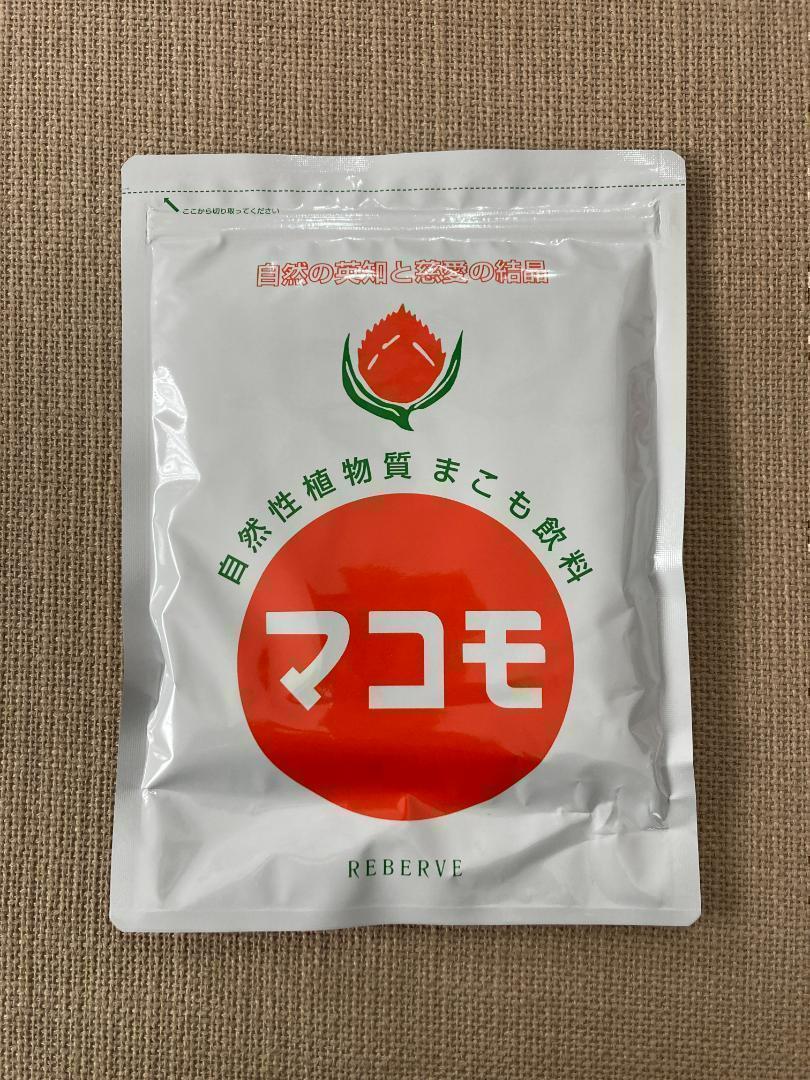 ここから切り取ってください
自然の英知と慈愛の結晶
自然性植物質 まこも飲料
マコモ
REBERVE